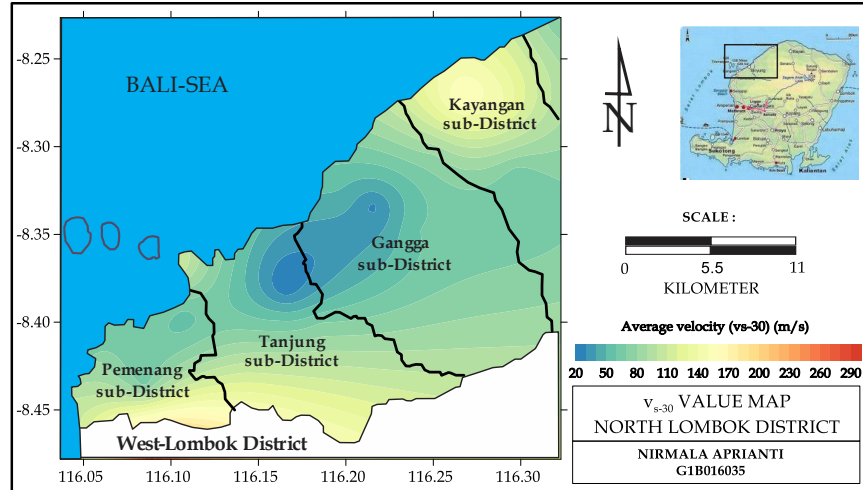 -8.25
-8.30
-8.35
-8.40
-8.45
116.05
116.10
116.15
116.20
116.25
116.30
BALI-SEA
Kayangan
sub-District
Gangga
sub-District
Tanjung
sub-District
Pemenang
sub-District
West-Lombok District
N
Sekotong
Kaliantan
SCALE :
0
5.5
11
KILOMETER
Average velocity (vs-30) (m/s)
20 50 80 110 140 170 200 230 260 290
vs-30 VALUE MAP
NORTH LOMBOK DISTRICT
NIRMALA APRIANTI
G1B016035